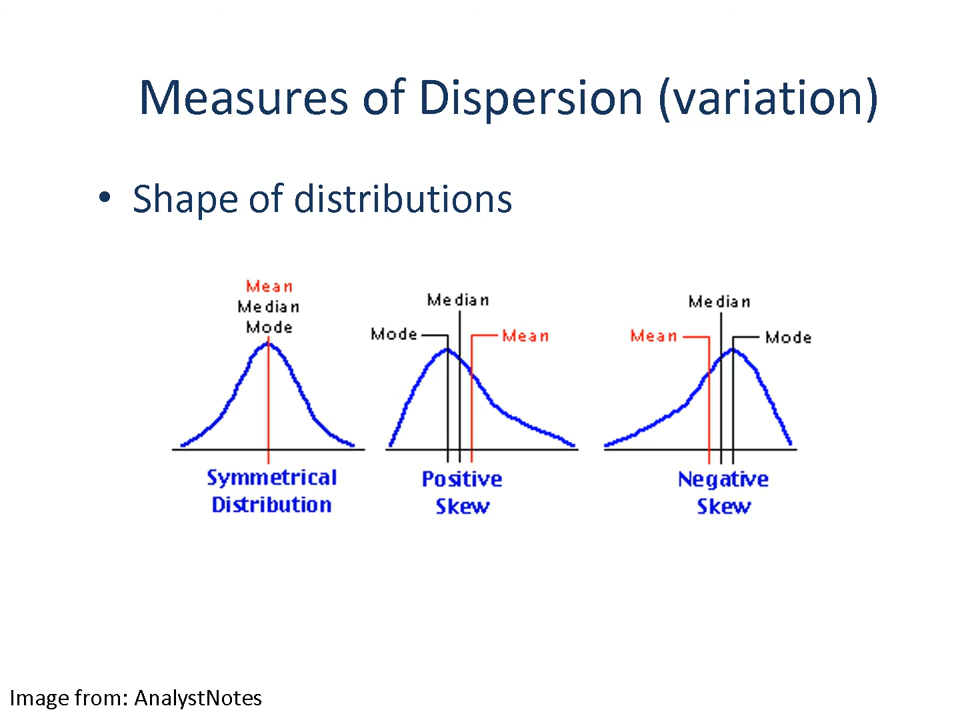 Measures of Dispersion (variation)
• Shape of distributions
Mean
Median
Mode
Symmetrical
Distribution
Median
Mode
Mean
Positive
Skew
Median
Mean
Mode
Negative
Skew
Image from: AnalystNotes